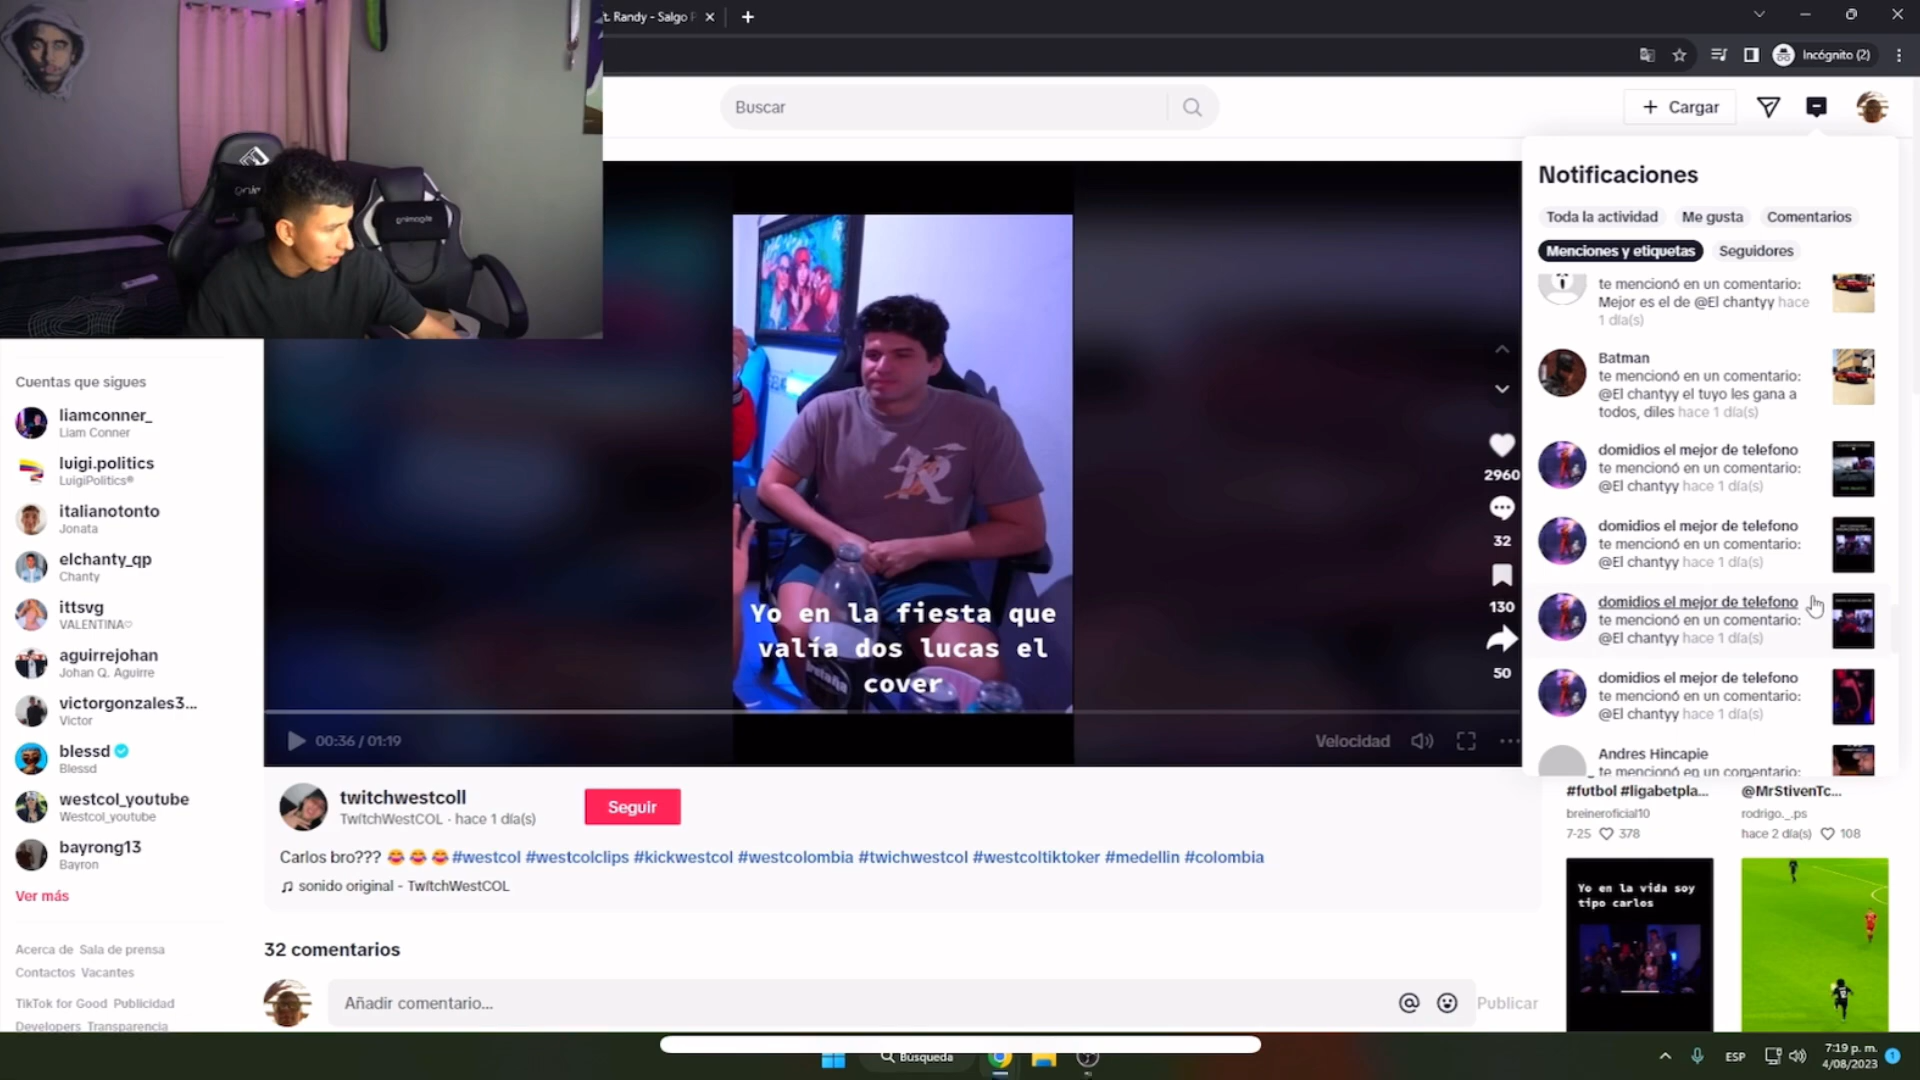 t. Randy - Salgo P
Incógnito (2)
Buscar
Cargar
Notificaciones
Toda la actividad
Me gusta
Comentarios
Menciones y etiquetas
Seguidores
te mencionó en un comentario:
Mejor es el de @El chantyy hace
1 día(s)
Batman
te mencionó en un comentario:
@El chantyy el tuyo les gana a
todos, diles hace 1 día(s)
domidios el mejor de telefono
te mencionó en un comentario:
@El chantyy hace 1 día(s)
domidios el mejor de telefono
te mencionó en un comentario:
@El chantyy hace 1 día(s)
domidios el mejor de telefono
te mencionó en un comentario:
@El chantyy hace 1 día(s)
domidios el mejor de telefono
te mencionó en un comentario:
@El chantyy hace 1 día(s)
Andres Hincapie
te mencionó en un comentario:
Cuentas que sigues
liamconner_
Liam Conner
luigi.politics
LuigiPolitics®
italianotonto
Jonata
elchanty_qp
Chanty
ittsvg
VALENTINA♡
aguirrejohan
Johan Q. Aguirre
victorgonzales3...
Victor
blessd
Blessd
westcol_youtube
Westcol_youtube
bayrong13
Bayron
Ver más
Acerca de Sala de prensa
Contactos Vacantes
TikTok for Good Publicidad
Developers Transparencia
Yo en la fiesta que
valía dos lucas el
cover
2960
32
130
50
00:36 / 01:19
Velocidad
twitchwestcoll
TwitchWestCOL · hace 1 día(s)
Seguir
Carlos bro??? 😂 😂 😂 #westcol #westcolclips #kickwestcol #westcolombia #twichwestcol #westcoltiktoker #medellin #colombia
sonido original - TwitchWestCOL
32 comentarios
Añadir comentario...
Publicar
#futbol #ligabetpla...
breineroficial10
7-25 378
@MrStivenTc...
rodrigo._.ps
hace 2 día(s) 108
Yo en la vida soy
tipo carlos
Búsqueda
ESP
7:19 p. m.
4/08/2023
1